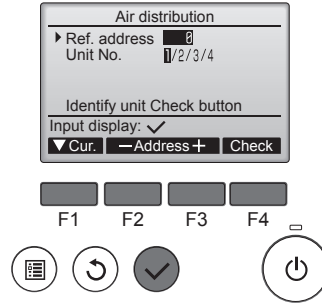 Air distribution
Ref. address 0
Unit No. 1/2/3/4
Identify unit Check button
Input display: ✓
▼ Cur. − Address + Check
F1 F2 F3 F4